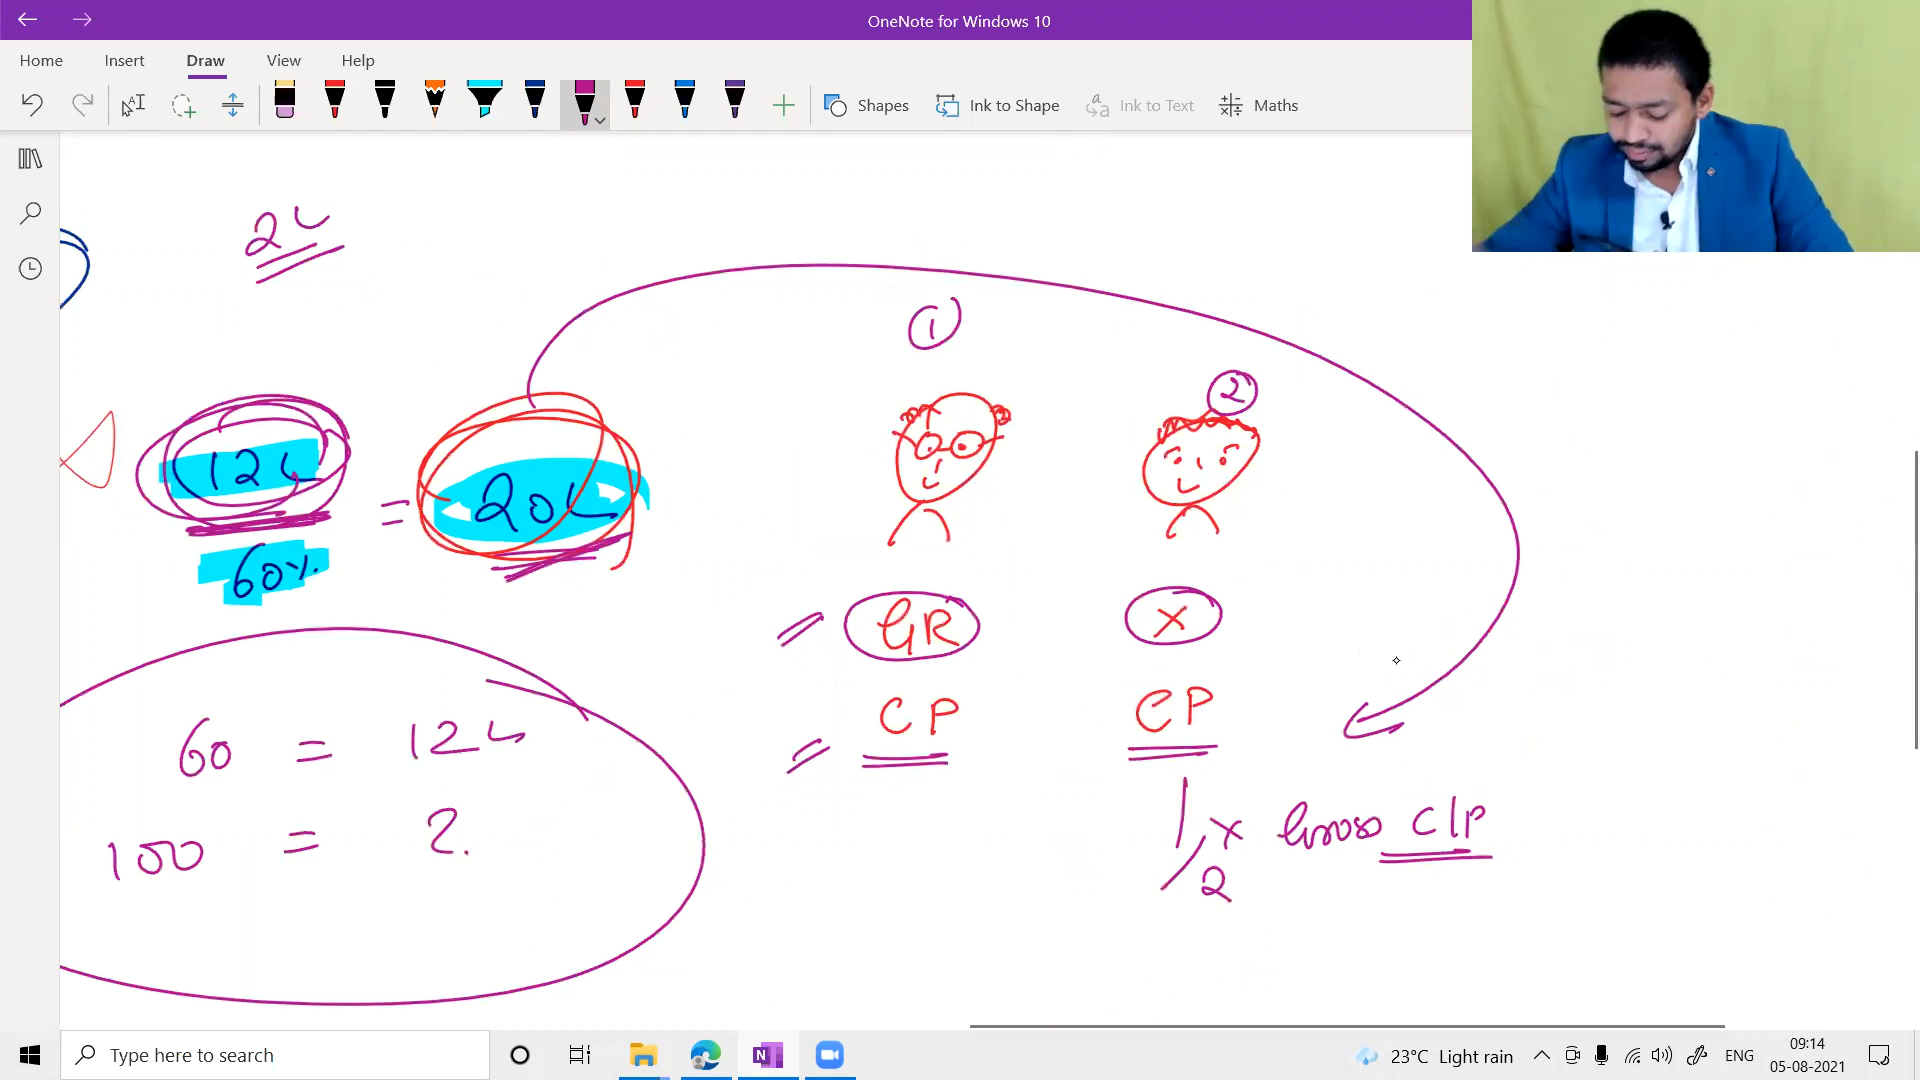 OneNote for Windows 10
Home Insert Draw View Help
Shapes Ink to Shape Ink to Text Maths
2L
1
2
12L = 20L
60%
= GR X
= CP CP
60 = 12L
100 = 2.
1/2 x Gross CIP
Type here to search
23°C Light rain ENG 09:14
05-08-2021